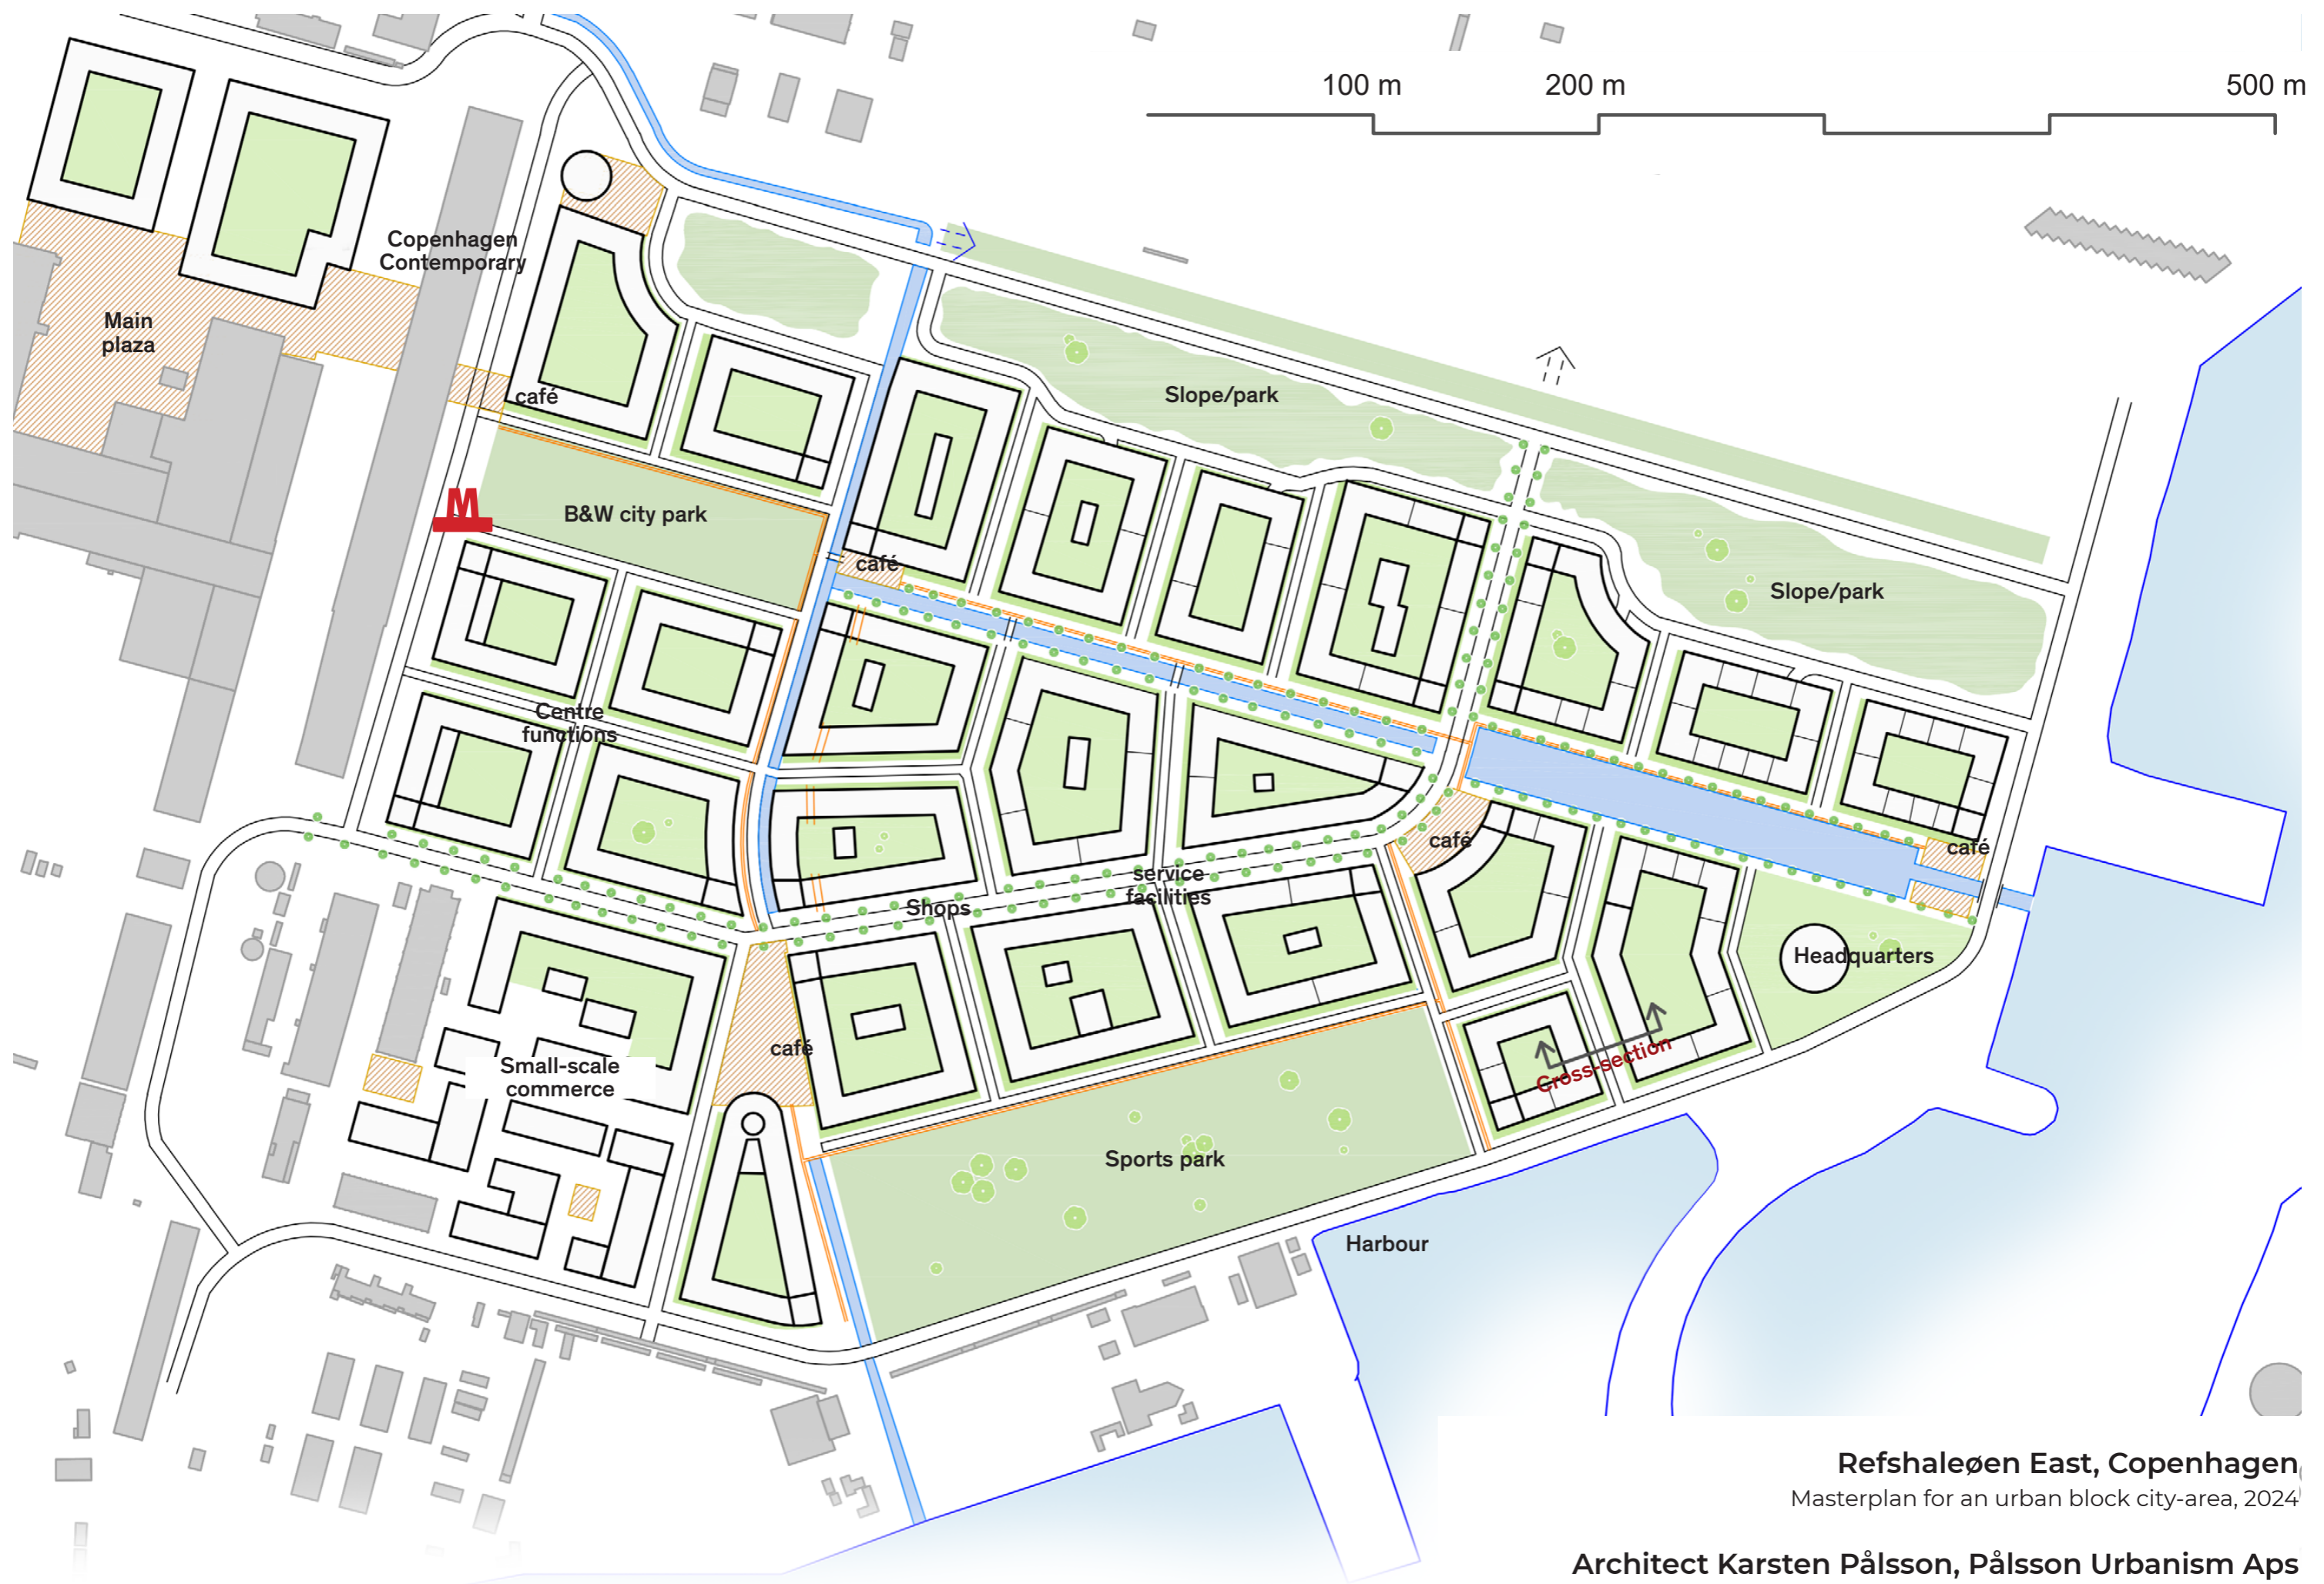 100 m
200 m
500 m
Copenhagen
Contemporary
Main
plaza
café
Slope/park
B&W city park
M
café
Slope/park
Centre
functions
café
café
service
facilities
Shops
Headquarters
café
Cross-section
Small-scale
commerce
Sports park
Harbour
Refshaleøen East, Copenhagen
Masterplan for an urban block city-area, 2024
Architect Karsten Pålsson, Pålsson Urbanism Aps